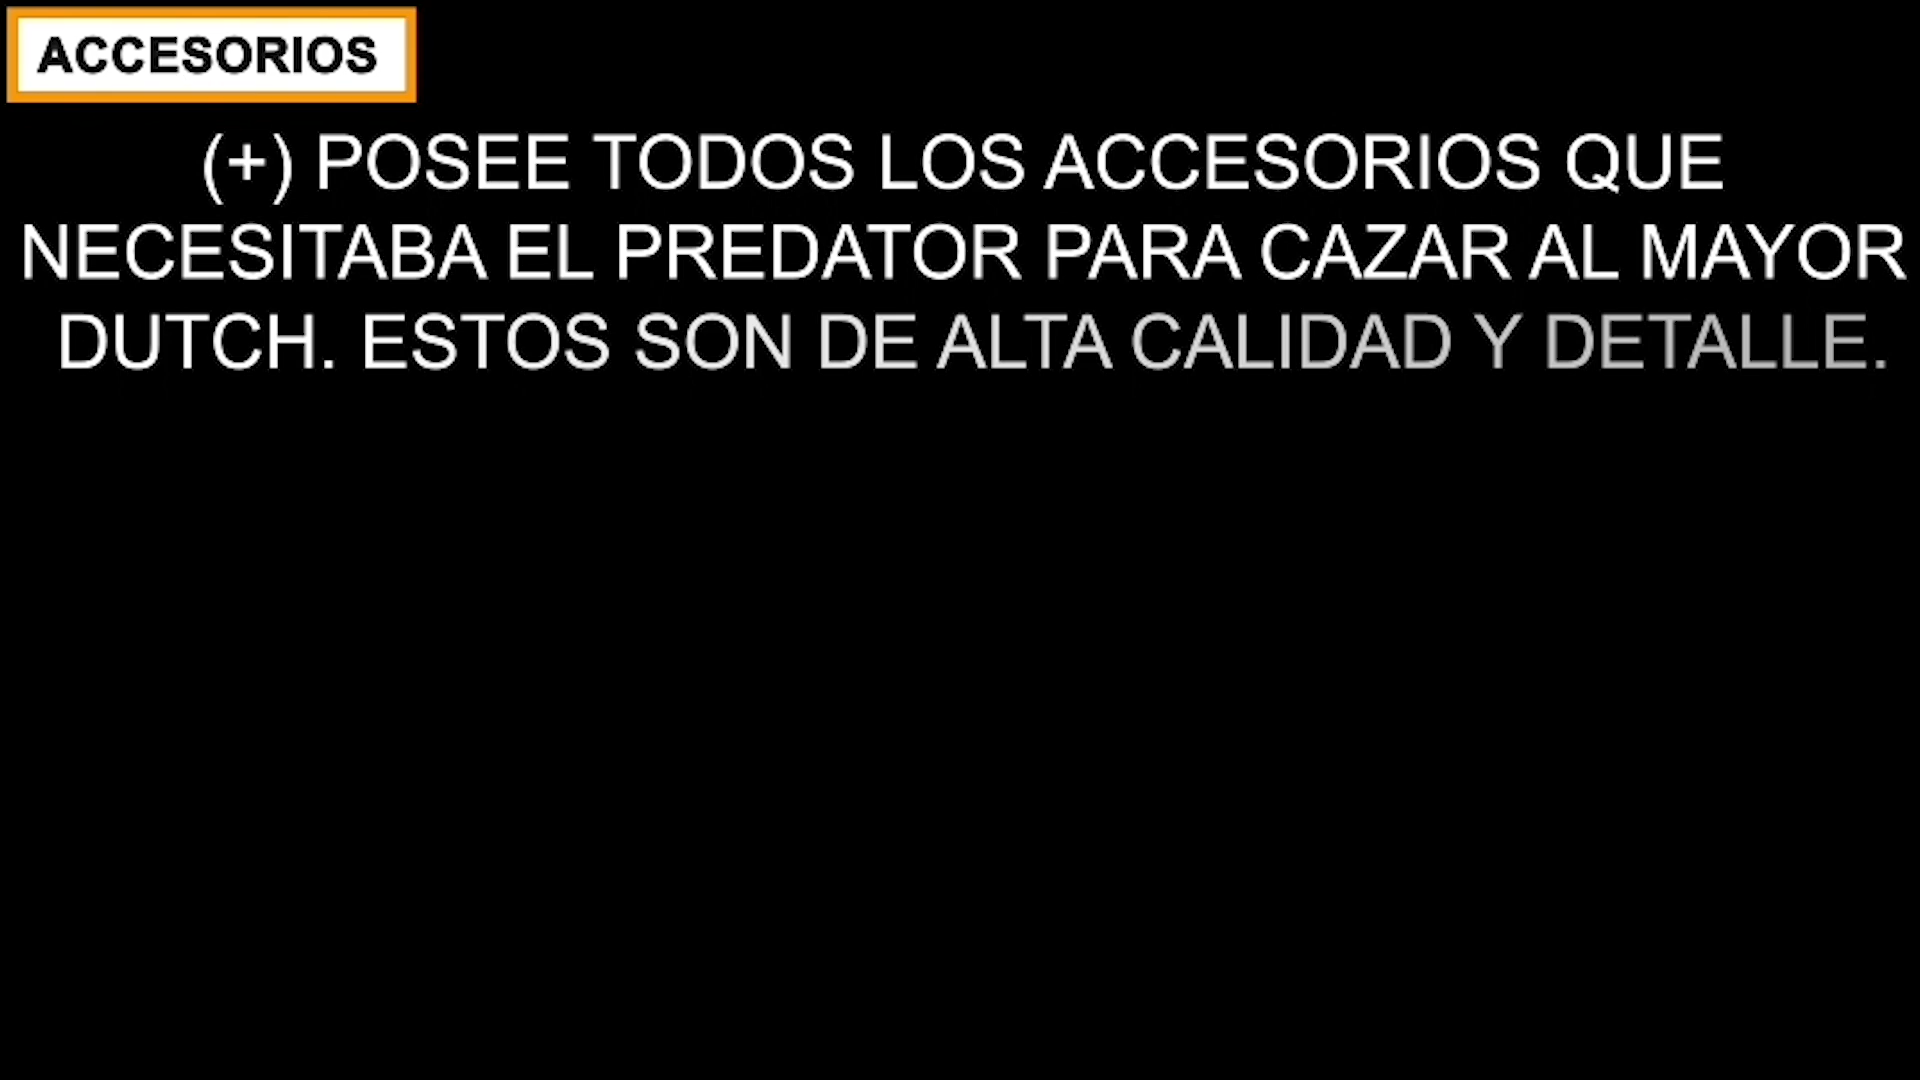 ACCESORIOS
(+) POSEE TODOS LOS ACCESORIOS QUE
NECESITABA EL PREDATOR PARA CAZAR AL MAYOR
DUTCH. ESTOS SON DE ALTA CALIDAD Y DETALLE.